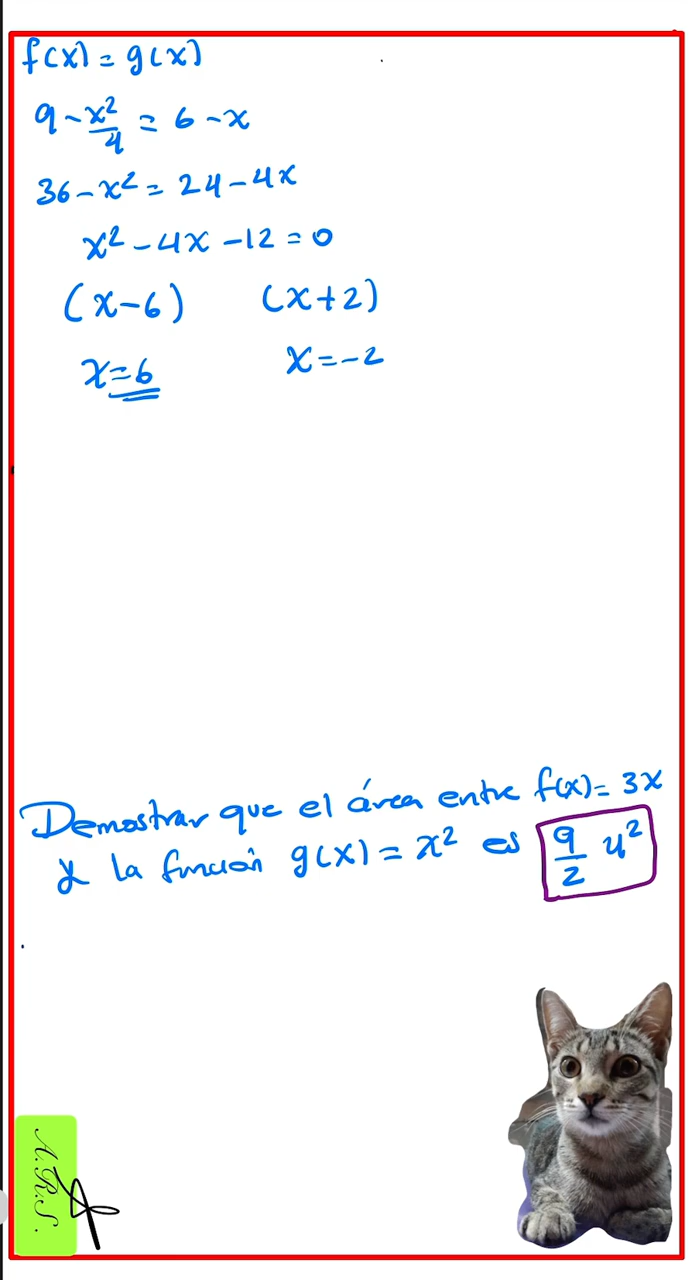 f(x) = g(x)
9 - x²/4 = 6 - x
36 - x² = 24 - 4x
x² - 4x - 12 = 0
(x - 6) (x + 2)
x = 6 x = -2
Demostrar que el área entre f(x) = 3x
y la función g(x) = x² es 9/2 u²
A.R.S.